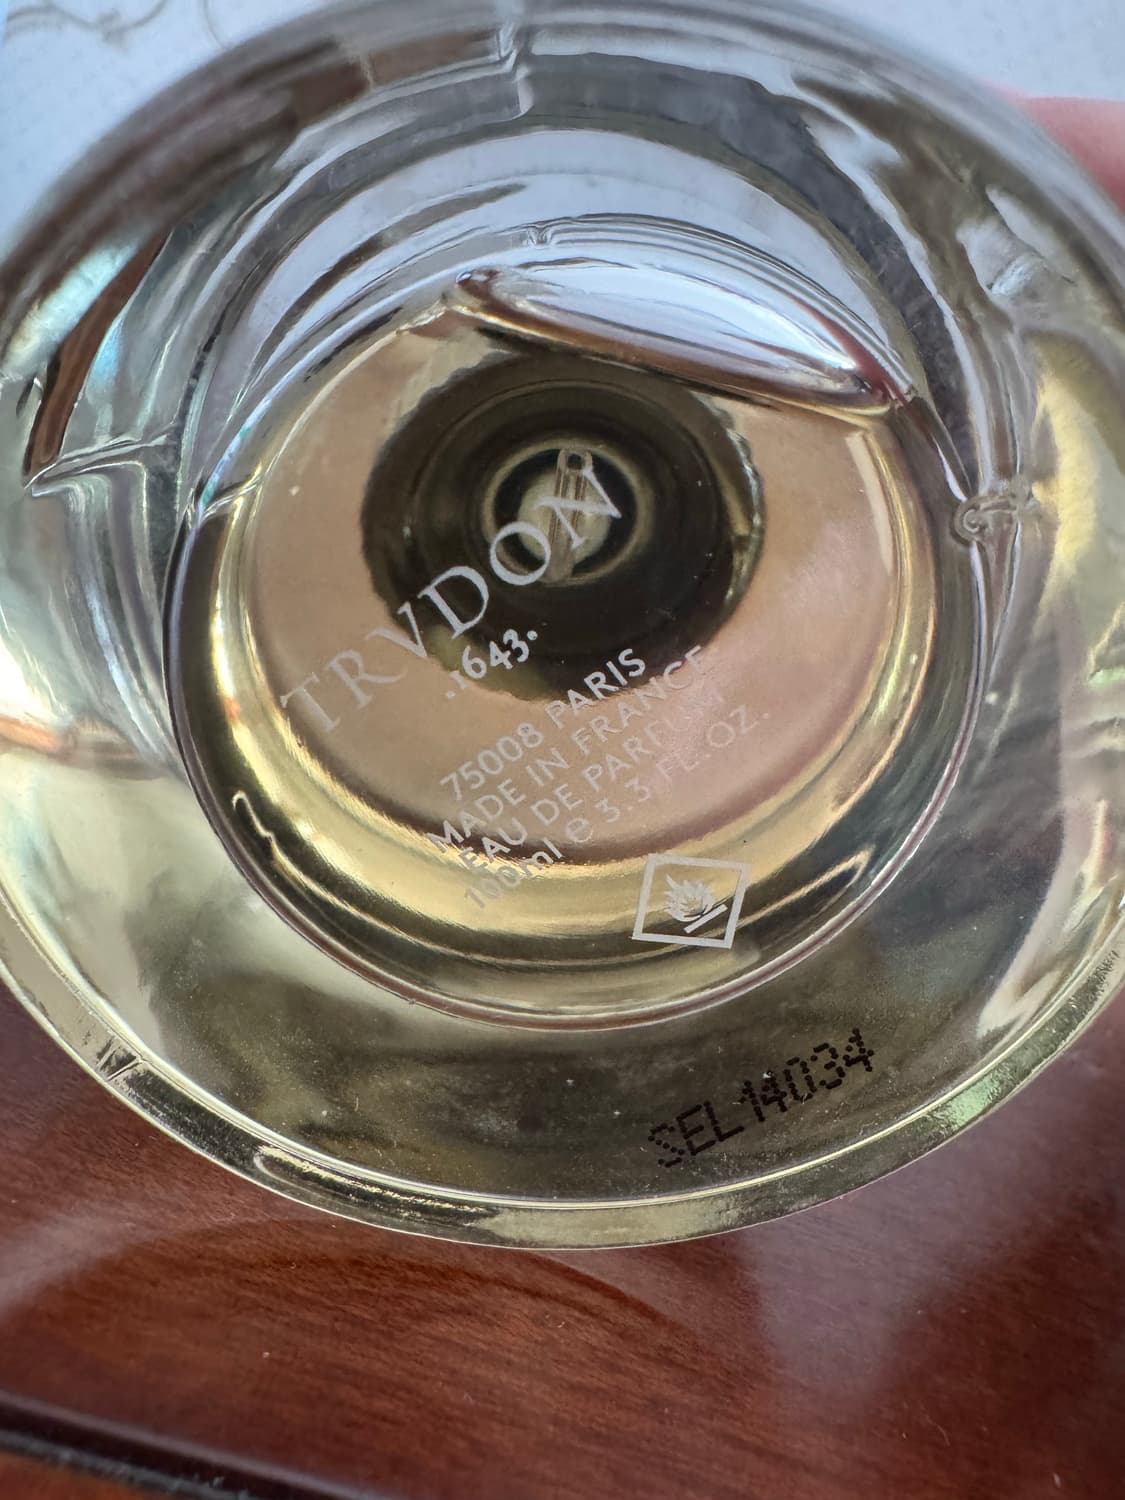 TRVDON
.1643.
75008 PARIS
MADE IN FRANCE
EAU DE PARFUM
100ml e 3.3 FL. OZ.
SEL 14034